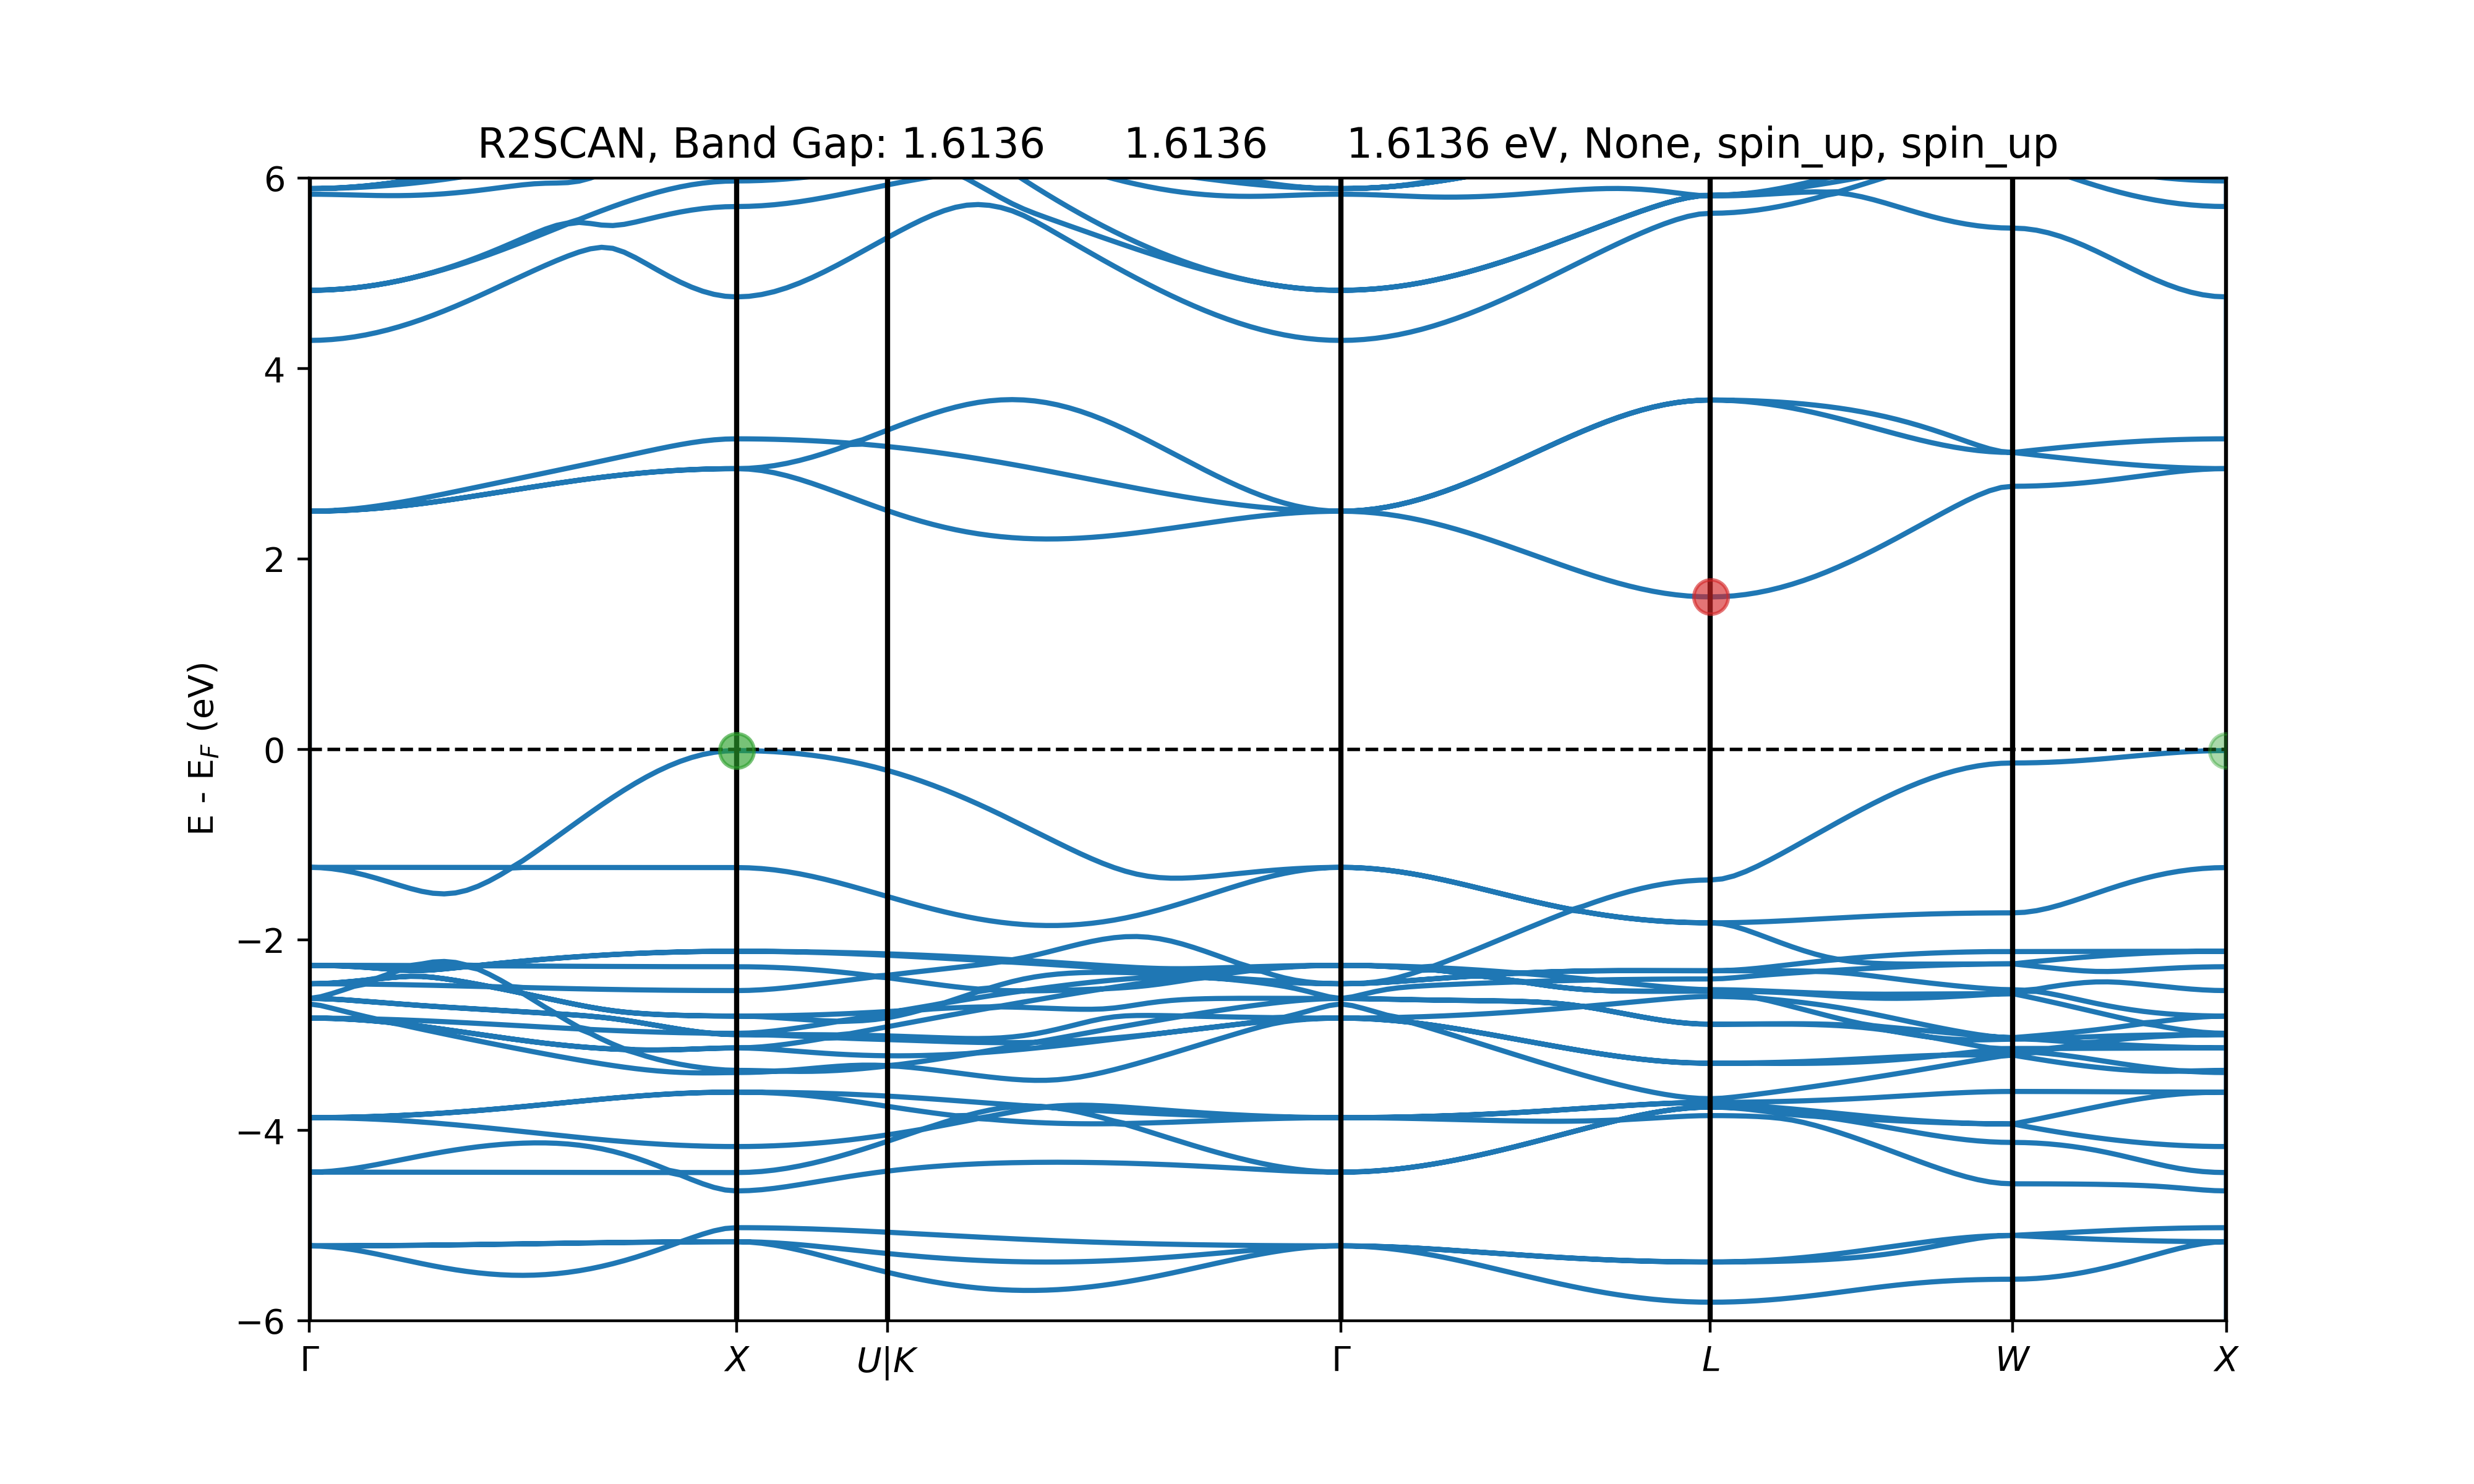 R2SCAN, Band Gap: 1.6136 1.6136 1.6136 eV, None, spin_up, spin_up
6
4
2
0
−2
−4
−6
E - E_F (eV)
Γ X U|K Γ L W X